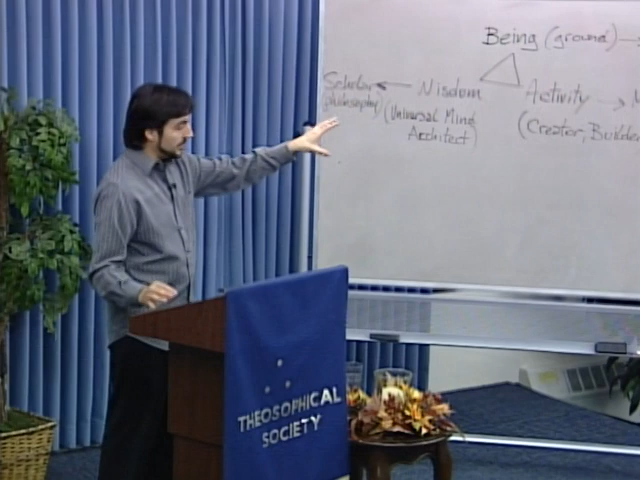 Being (ground) →
Scholar ← Wisdom Activity →
philosophy) (Universal Mind (Creator, Builder
Architect)
THEOSOPHICAL
SOCIETY